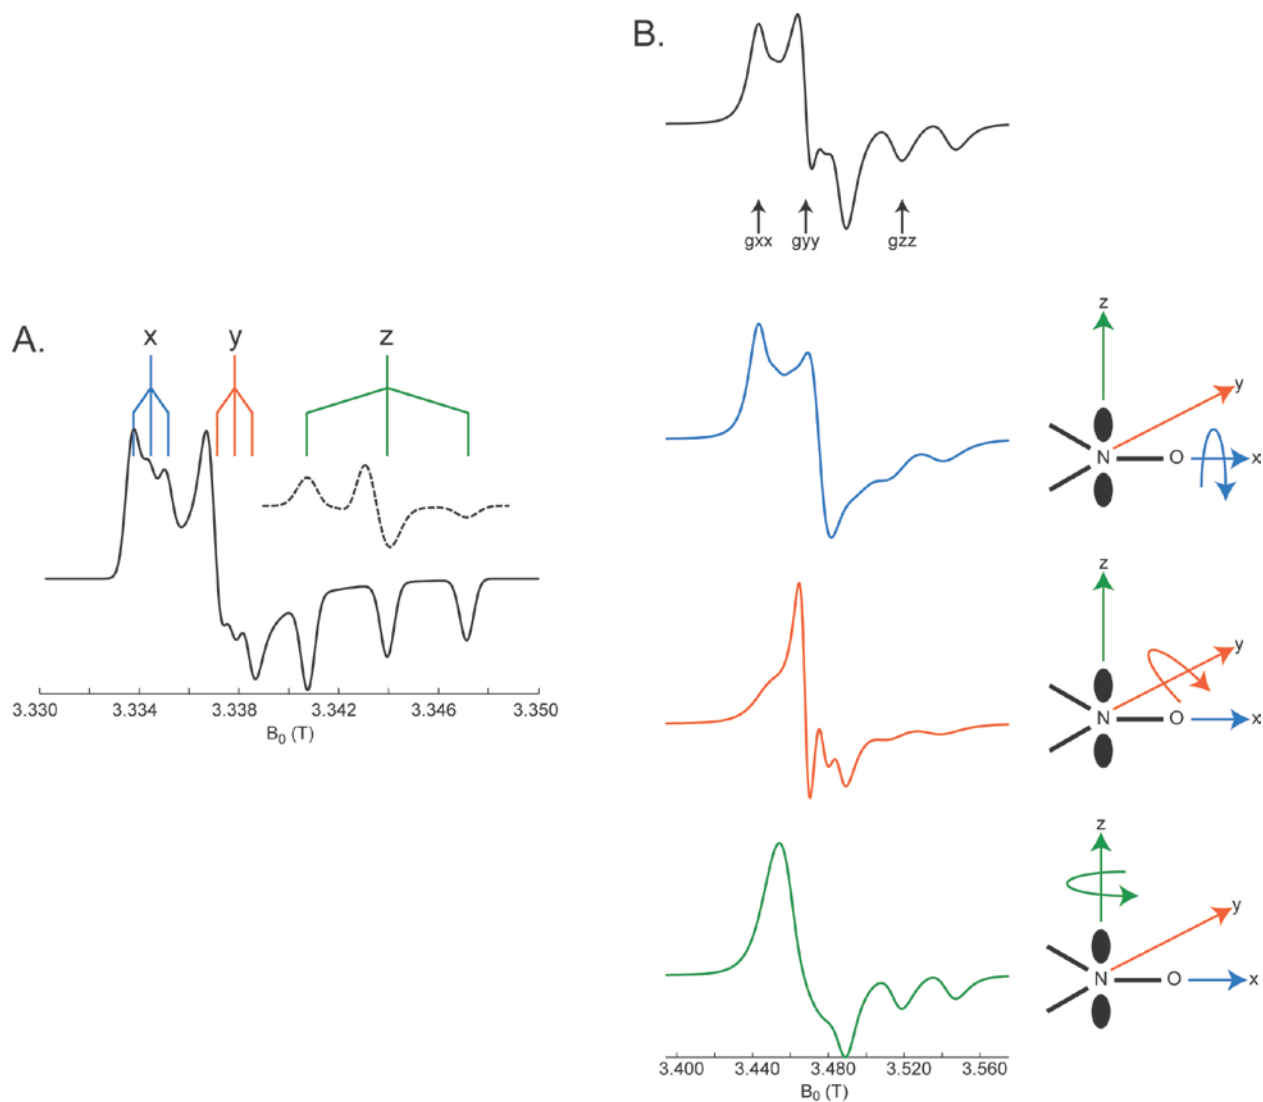 A.
x y z
3.330 3.334 3.338 3.342 3.346 3.350
B₀ (T)
B.
gxx gyy gzz
z
y
N O x
z
y
N O x
z
y
N O x
3.400 3.440 3.480 3.520 3.560
B₀ (T)